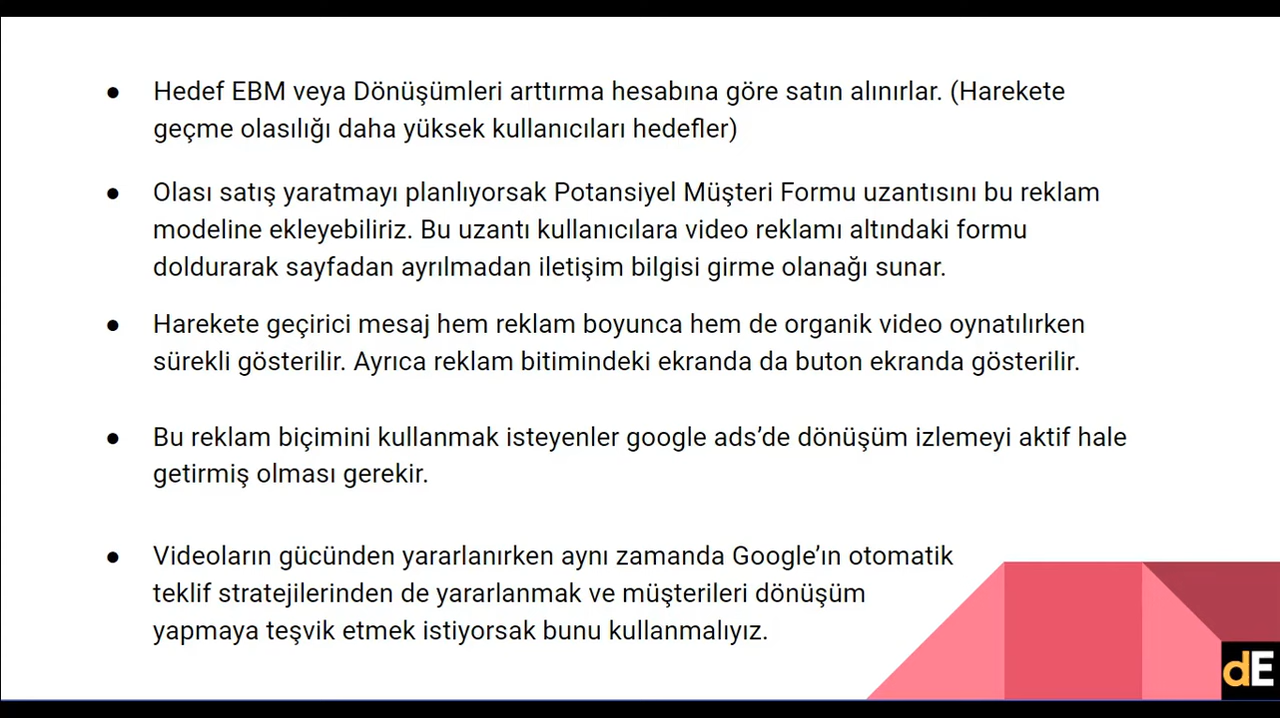 ● Hedef EBM veya Dönüşümleri arttırma hesabına göre satın alınırlar. (Harekete
geçme olasılığı daha yüksek kullanıcıları hedefler)
● Olası satış yaratmayı planlıyorsak Potansiyel Müşteri Formu uzantısını bu reklam
modeline ekleyebiliriz. Bu uzantı kullanıcılara video reklamı altındaki formu
doldurarak sayfadan ayrılmadan iletişim bilgisi girme olanağı sunar.
● Harekete geçirici mesaj hem reklam boyunca hem de organik video oynatılırken
sürekli gösterilir. Ayrıca reklam bitimindeki ekranda da buton ekranda gösterilir.
● Bu reklam biçimini kullanmak isteyenler google ads’de dönüşüm izlemeyi aktif hale
getirmiş olması gerekir.
● Videoların gücünden yararlanırken aynı zamanda Google’ın otomatik
teklif stratejilerinden de yararlanmak ve müşterileri dönüşüm
yapmaya teşvik etmek istiyorsak bunu kullanmalıyız.
dE